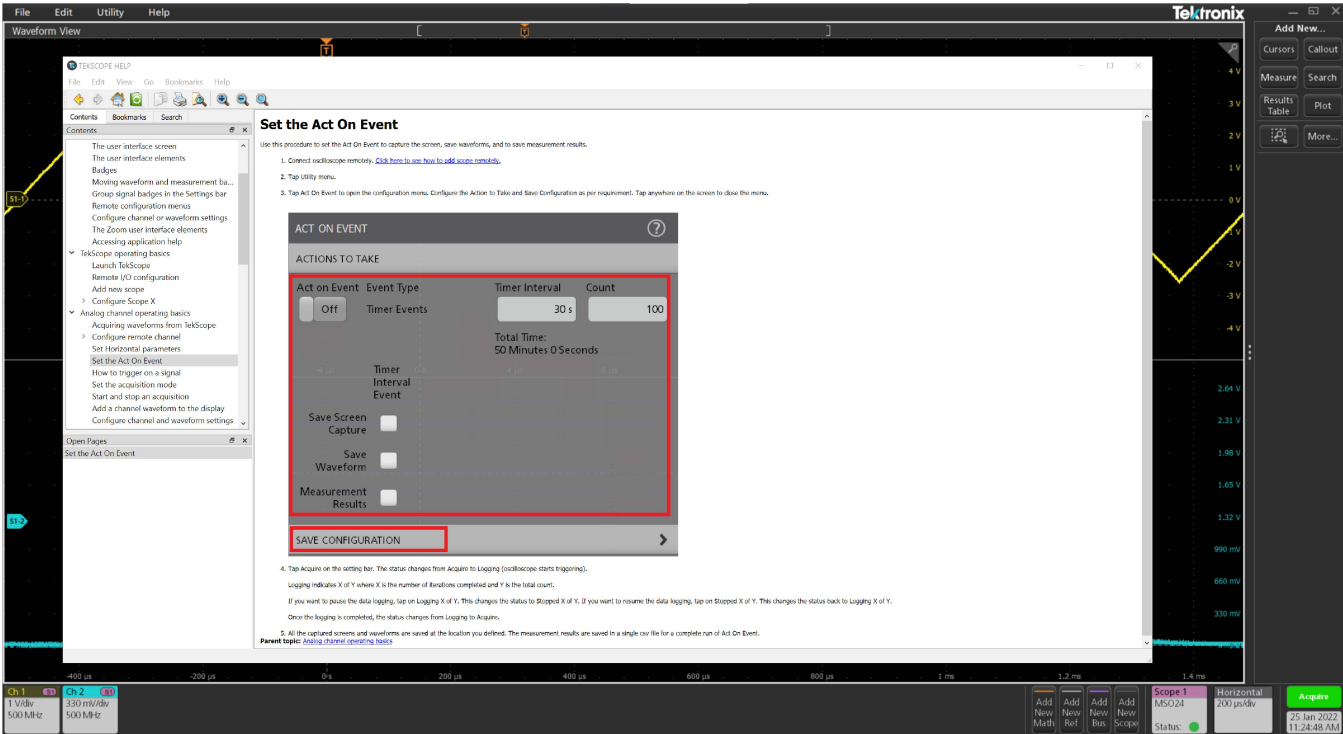 File Edit Utility Help
Tektronix
Waveform View
Add New...
Cursors Callout
Measure Search
Results Table Plot
More...
TEKSCOPE HELP
File Edit View Go Bookmarks Help
Contents Bookmarks Search
Contents
The user interface screen
The user interface elements
Badges
Moving waveform and measurement ba...
Group signal badges in the Settings bar
Remote configuration menus
Configure channel or waveform settings
The Zoom user interface elements
Accessing application help
TekScope operating basics
Launch TekScope
Remote I/O configuration
Add new scope
Configure Scope X
Analog channel operating basics
Acquiring waveforms from TekScope
Configure remote channel
Set Horizontal parameters
Set the Act On Event
How to trigger on a signal
Set the acquisition mode
Start and stop an acquisition
Add a channel waveform to the display
Configure channel and waveform settings
Open Pages
Set the Act On Event
Set the Act On Event
Use this procedure to set the Act On Event to capture the screen, save waveforms, and to save measurement results.
1. Connect oscilloscope remotely. Click here to see how to add scope remotely.
2. Tap Utility menu.
3. Tap Act On Event to open the configuration menu. Configure the Action to Take and Save Configuration as per requirement. Tap anywhere on the screen to close the menu.
ACT ON EVENT ?
ACTIONS TO TAKE
Act on Event Event Type Timer Interval Count
Off Timer Events 30 s 100
Total Time:
50 Minutes 0 Seconds
Timer
Interval
Event
Save Screen
Capture
Save
Waveform
Measurement
Results
SAVE CONFIGURATION
4. Tap Acquire on the setting bar. The status changes from Acquire to Logging (oscilloscope starts triggering).
Logging indicates X of Y where X is the number of iterations completed and Y is the total count.
If you want to pause the data logging, tap on Logging X of Y. This changes the status to Stopped X of Y. If you want to resume the data logging, tap on Stopped X of Y. This changes the status back to Logging X of Y.
Once the logging is completed, the status changes from Logging to Acquire.
5. All the captured screens and waveforms are saved at the location you defined. The measurement results are saved in a single csv file for a complete run of Act On Event.
Parent topic: Analog channel operating basics
T
T
S1-1
S1-2
4 V
3 V
2 V
1 V
0 V
-2 V
-3 V
-4 V
2.64 V
2.31 V
1.98 V
1.65 V
1.32 V
990 mV
660 mV
330 mV
-400 µs -200 µs 0 s 200 µs 400 µs 600 µs 800 µs 1 ms 1.2 ms 1.4 ms
Ch 1 S1
1 V/div
500 MHz
Ch 2 S1
330 mV/div
500 MHz
Add New Math
Add New Ref
Add New Bus
Add New Scope
Scope 1
MSO24
Status:
Horizontal
200 µs/div
Acquire
25 Jan 2022
11:24:48 AM